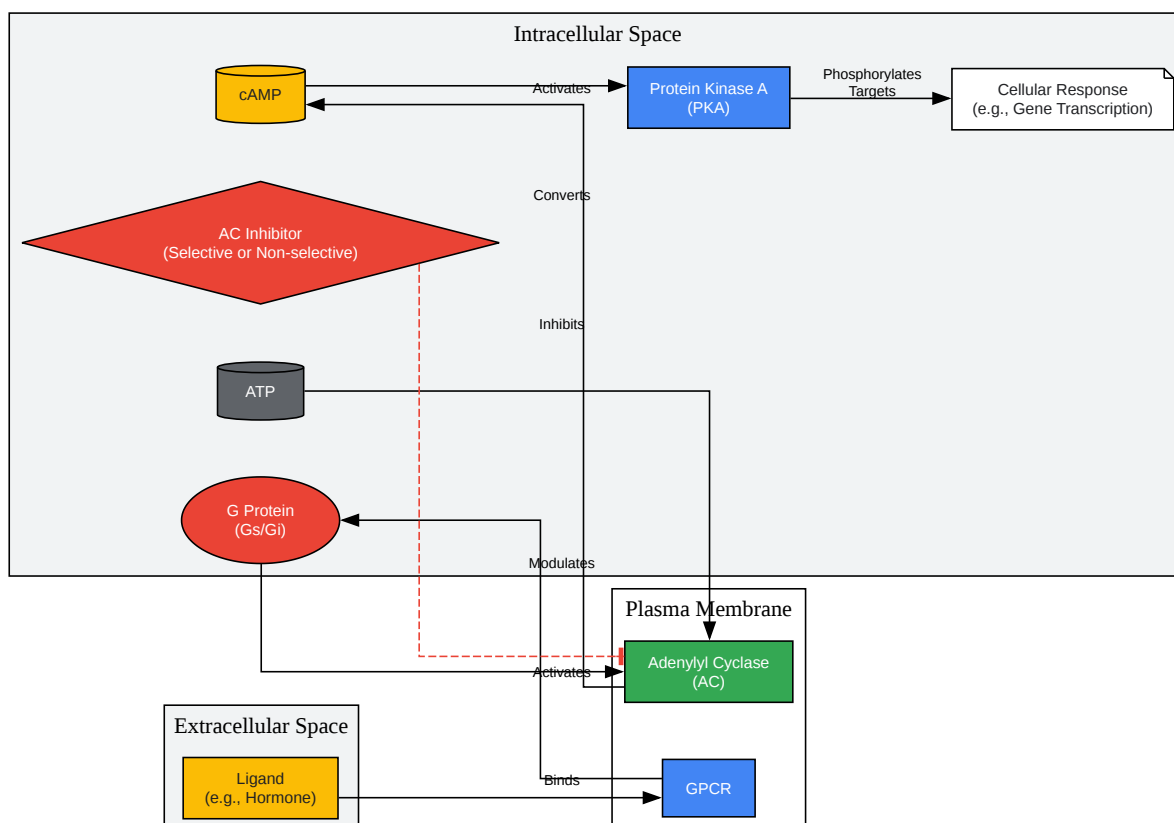 Intracellular Space
cAMP
Activates
Protein Kinase A
(PKA)
Phosphorylates
Targets
Cellular Response
(e.g., Gene Transcription)
Converts
AC Inhibitor
(Selective or Non-selective)
Inhibits
ATP
G Protein
(Gs/Gi)
Modulates
Plasma Membrane
Adenylyl Cyclase
(AC)
Activates
Extracellular Space
Ligand
(e.g., Hormone)
Binds
GPCR